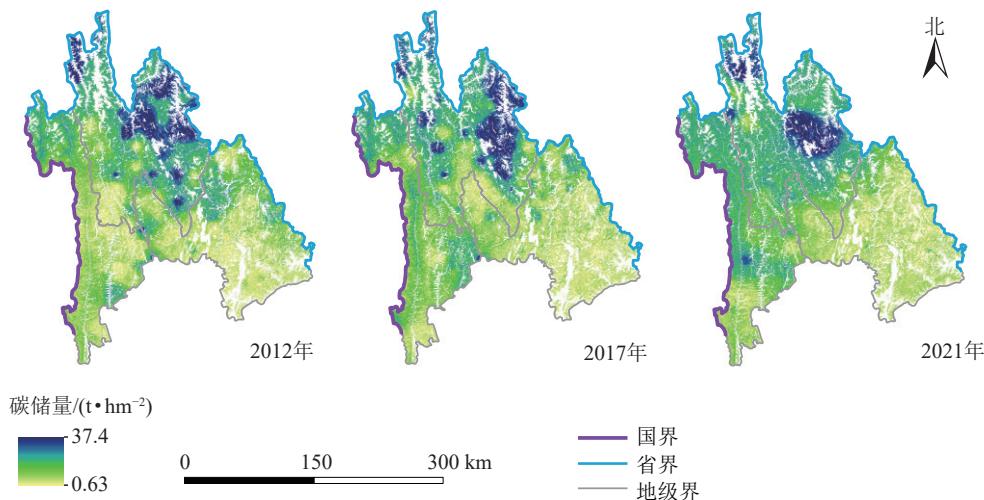 北
2012年
2017年
2021年
碳储量/(t•hm⁻²)
37.4
0.63
0 150 300 km
国界
省界
地级界